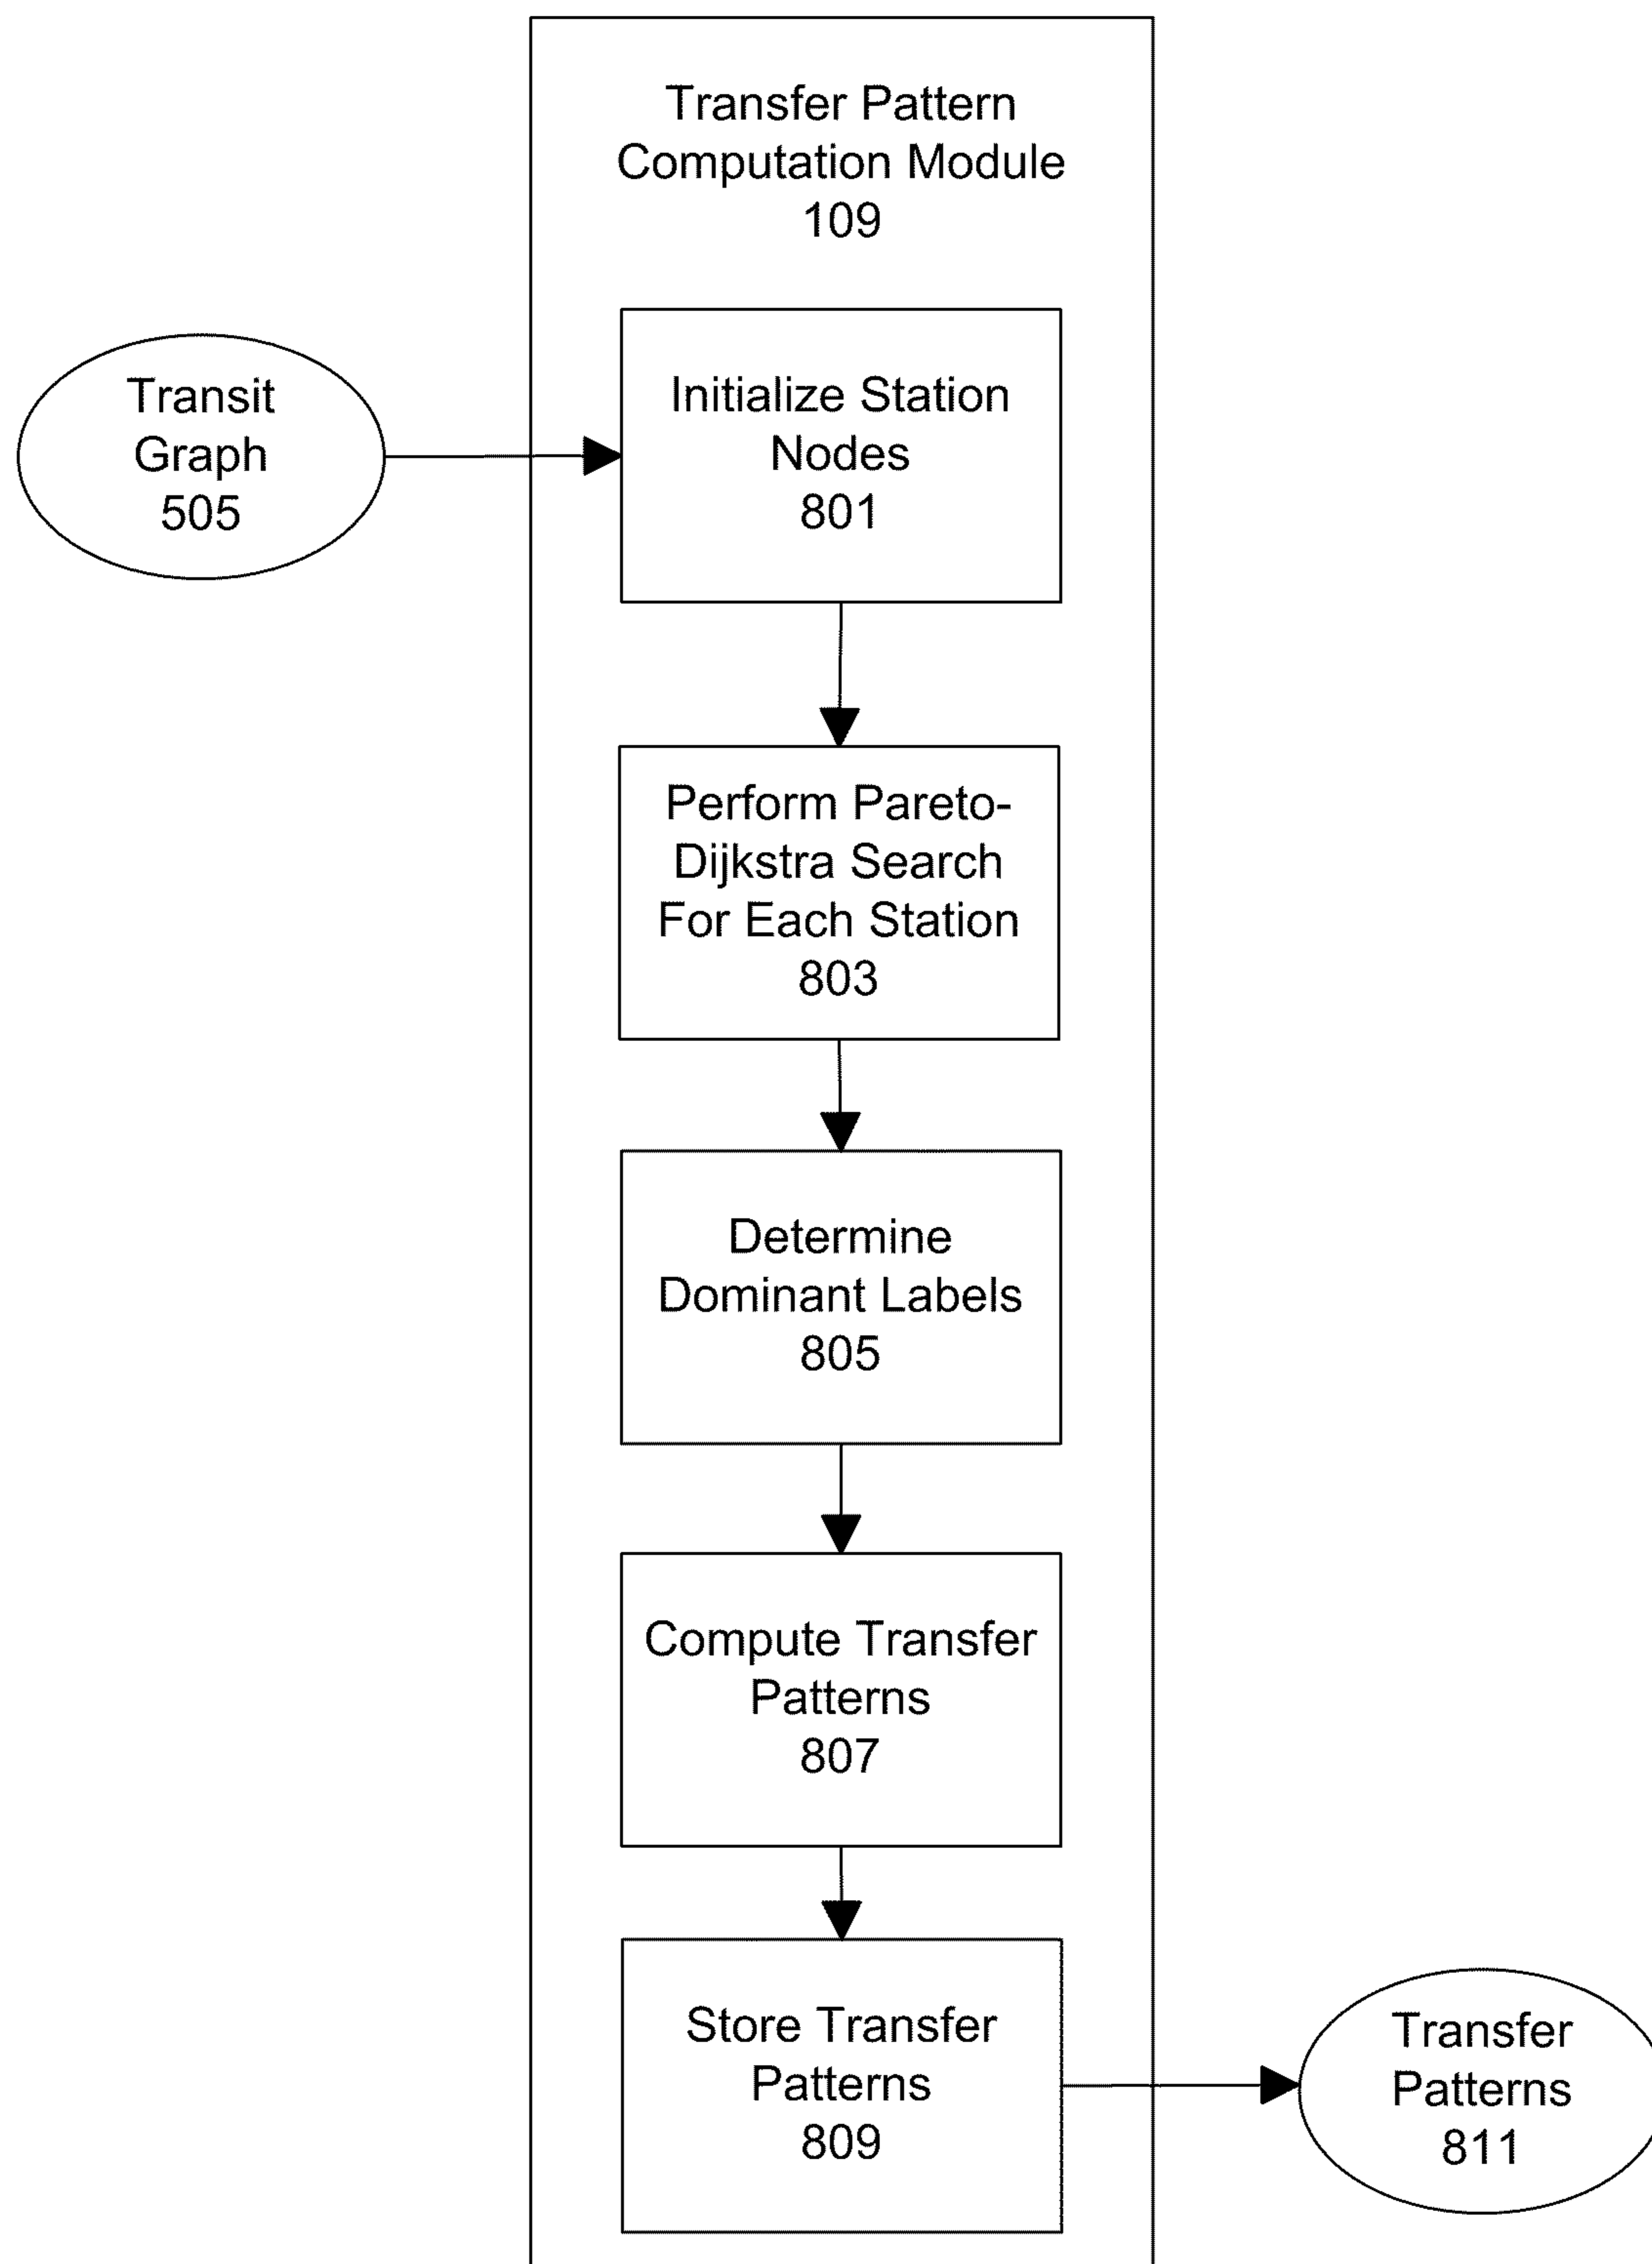 Transfer Pattern
Computation Module
109
Transit
Graph
505
Initialize Station
Nodes
801
Perform Pareto-
Dijkstra Search
For Each Station
803
Determine
Dominant Labels
805
Compute Transfer
Patterns
807
Store Transfer
Patterns
809
Transfer
Patterns
811